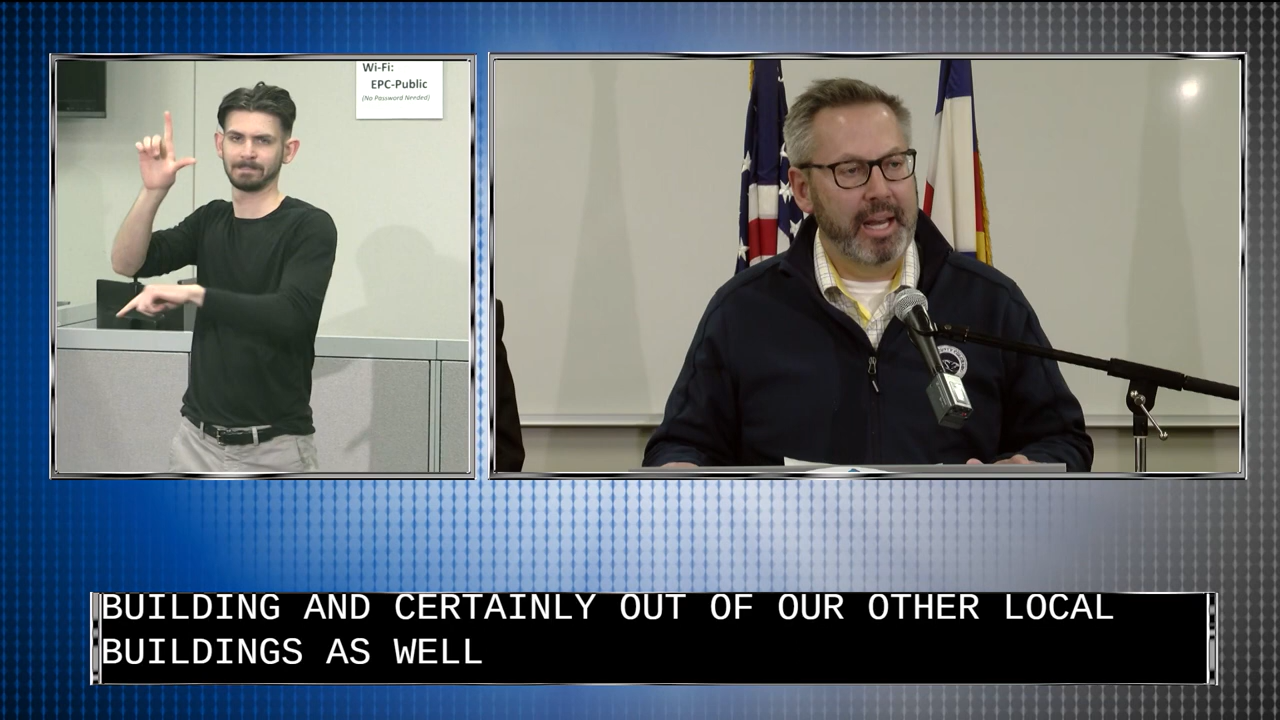 Wi-Fi:
EPC-Public
(No Password Needed)
BUILDING AND CERTAINLY OUT OF OUR OTHER LOCAL
BUILDINGS AS WELL